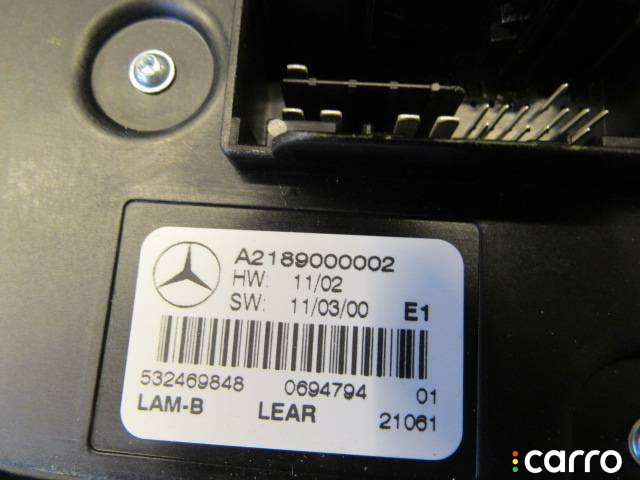 A2189000002
HW: 11/02
SW: 11/03/00 E1
532469848 0694794 01
LAM-B LEAR 21061
carro